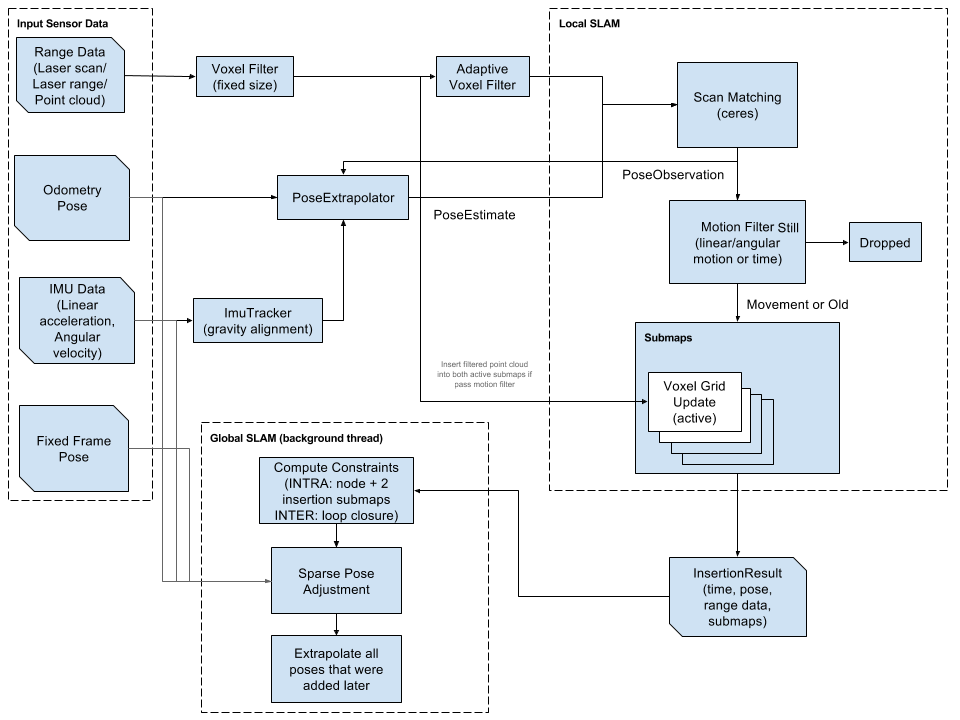 Input Sensor Data
Range Data
(Laser scan/
Laser range/
Point cloud)
Voxel Filter
(fixed size)
Adaptive
Voxel Filter
Local SLAM
Scan Matching
(ceres)
Odometry
Pose
PoseExtrapolator
PoseEstimate
PoseObservation
Motion Filter Still
(linear/angular
motion or time)
Dropped
IMU Data
(Linear
acceleration,
Angular
velocity)
ImuTracker
(gravity alignment)
Movement or Old
Submaps
Voxel Grid
Update
(active)
Insert filtered point cloud
into both active submaps if
pass motion filter
Fixed Frame
Pose
Global SLAM (background thread)
Compute Constraints
(INTRA: node + 2
insertion submaps
INTER: loop closure)
Sparse Pose
Adjustment
Extrapolate all
poses that were
added later
InsertionResult
(time, pose,
range data,
submaps)